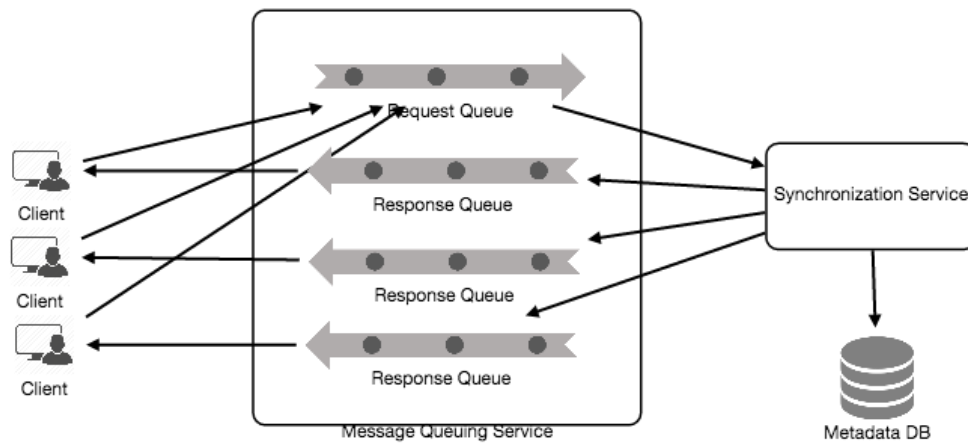 Request Queue
Client
Response Queue
Synchronization Service
Client
Response Queue
Client
Response Queue
Message Queuing Service
Metadata DB